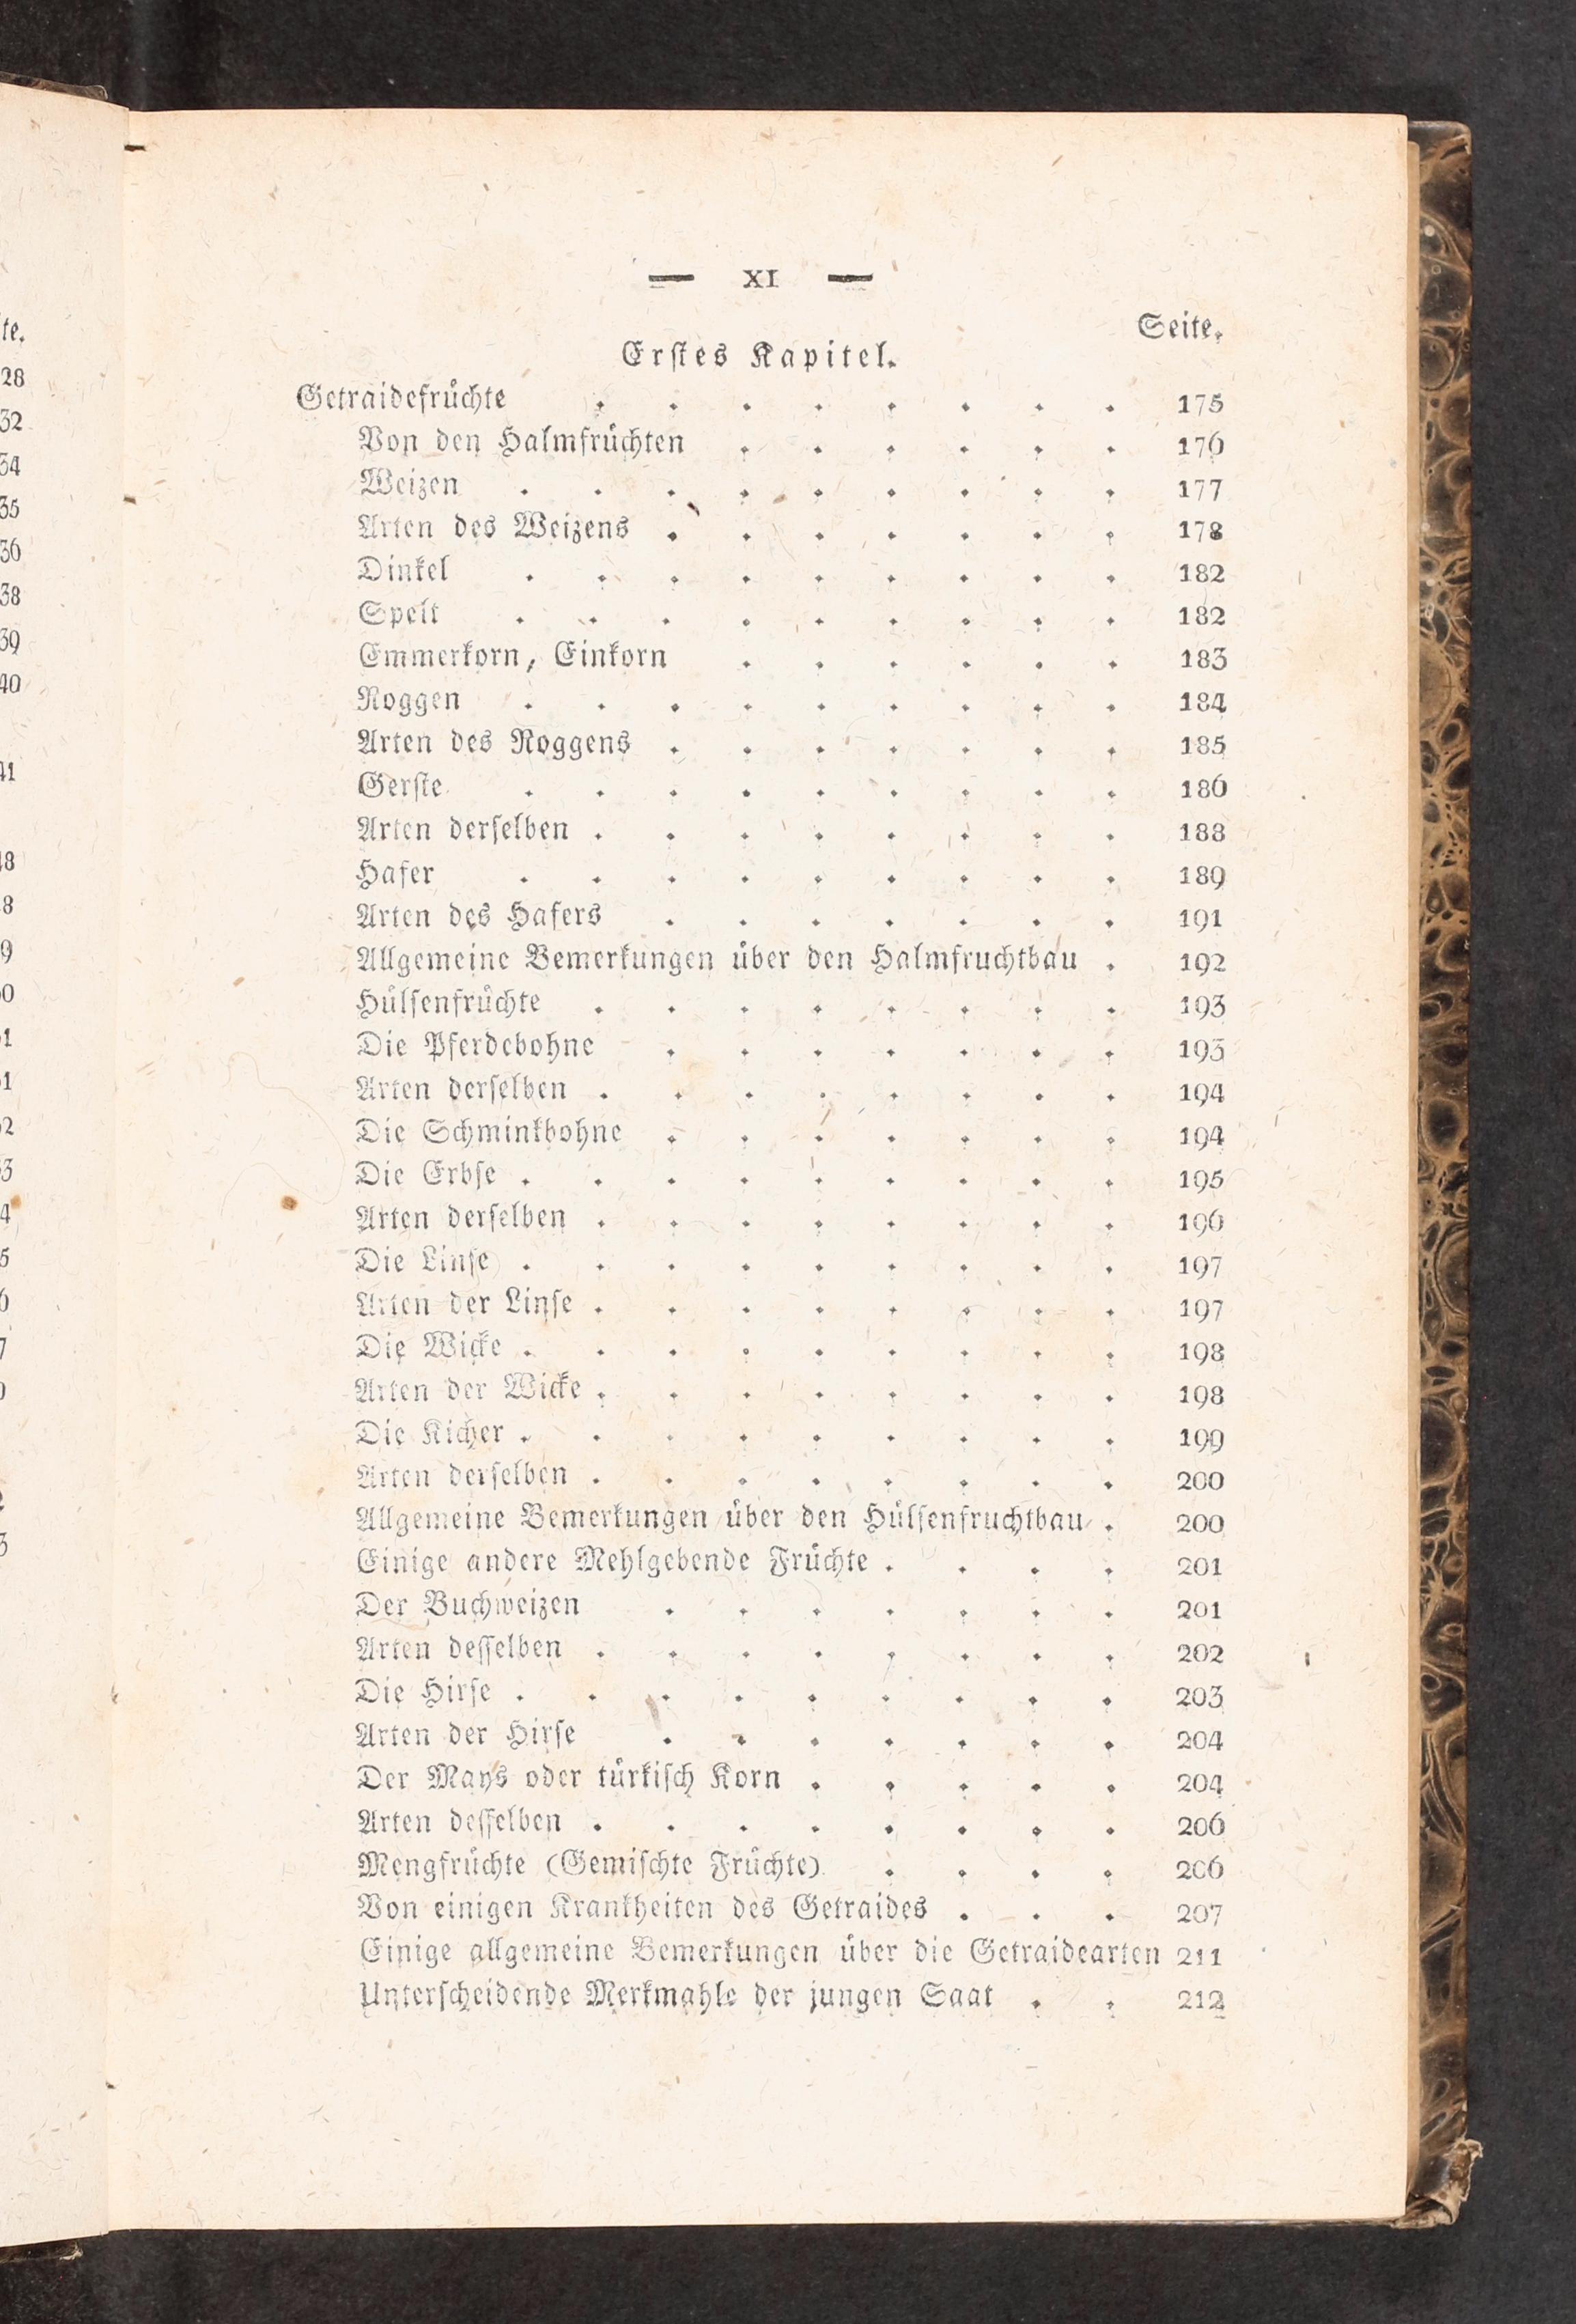 — XI —
Seite.
Erstes Kapitel.
Getraidefrüchte . . . . . . . . 175
Von den Halmfrüchten . . . . . . 176
Weizen . . . . . . . . . 177
Arten des Weizens . . . . . . . 178
Dinkel . . . . . . . . . 182
Spelt . . . . . . . . . 182
Emmerkorn, Einkorn . . . . . . 183
Roggen . . . . . . . . . 184
Arten des Roggens . . . . . . . 185
Gerste . . . . . . . . . 186
Arten derselben . . . . . . . . 188
Hafer . . . . . . . . . 189
Arten des Hafers . . . . . . . 191
Allgemeine Bemerkungen über den Halmfruchtbau . 192
Hülsenfrüchte . . . . . . . . 193
Die Pferdebohne . . . . . . . 193
Arten derselben . . . . . . . . 194
Die Schminkbohne . . . . . . . 194
Die Erbse . . . . . . . . . 195
Arten derselben . . . . . . . . 196
Die Linse . . . . . . . . . 197
Arten der Linse . . . . . . . . 197
Die Wicke . . . . . . . . . 198
Arten der Wicke . . . . . . . . 198
Die Kicher . . . . . . . . . 199
Arten derselben . . . . . . . . 200
Allgemeine Bemerkungen über den Hülsenfruchtbau . 200
Einige andere Mehlgebende Früchte . . . . 201
Der Buchweizen . . . . . . . 201
Arten desselben . . . . . . . . 202
Die Hirse . . . . . . . . . 203
Arten der Hirse . . . . . . . 204
Der Mays oder türkisch Korn . . . . . 204
Arten desselben . . . . . . . . 206
Mengfrüchte (Gemischte Früchte) . . . . 206
Von einigen Krankheiten des Getraides . . . 207
Einige allgemeine Bemerkungen über die Getraidearten 211
Unterscheidende Merkmahle der jungen Saat . . 212